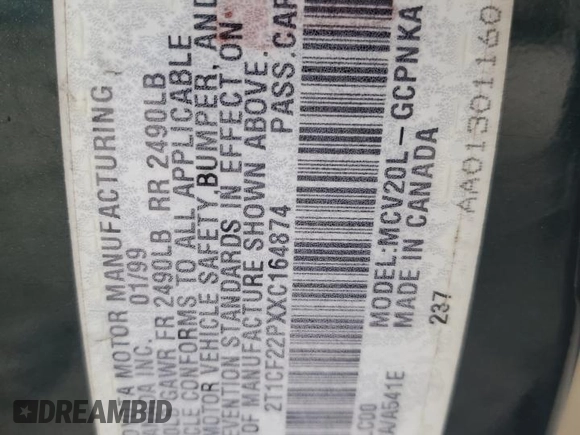 A MOTOR MANUFACTURING
A INC. 01/99
GAWR FR 2490LB RR 2490LB
CONFORMS TO ALL APPLICABLE
MOTOR VEHICLE SAFETY, BUMPER, AND
EVENTION STANDARDS IN EFFECT ON
OF MANUFACTURE SHOWN ABOVE.
2T1CF22PXXC164874 PASS.CAR
MODEL:MCV20L-GCPNKA
MADE IN CANADA
A/A541E
237
AA01301160
DREAMBID